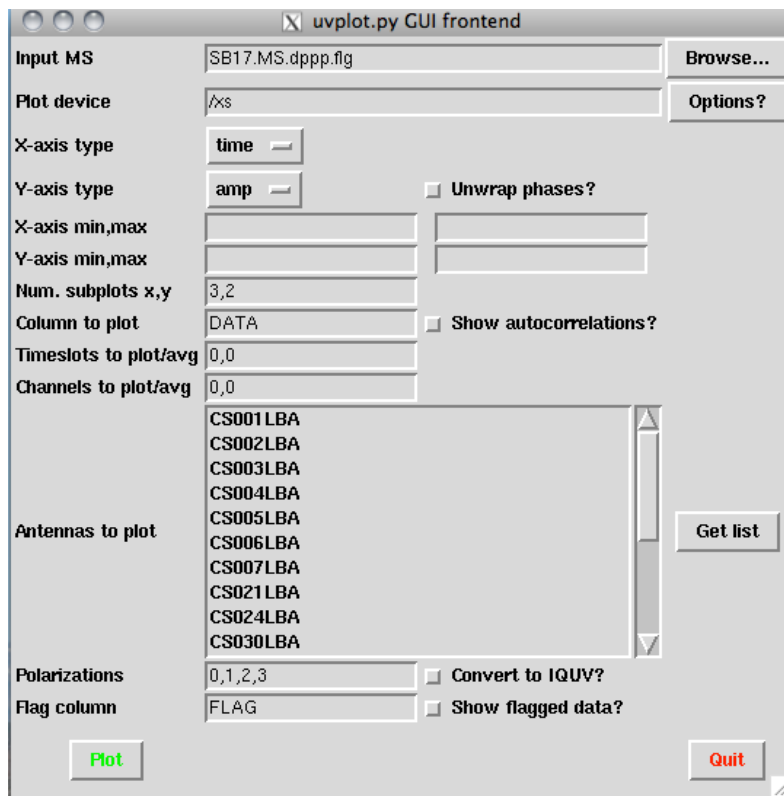 X uvplot.py GUI frontend
Input MS SB17.MS.dppp.flg Browse...
Plot device /xs Options?
X-axis type time
Y-axis type amp Unwrap phases?
X-axis min,max
Y-axis min,max
Num. subplots x,y 3,2
Column to plot DATA Show autocorrelations?
Timeslots to plot/avg 0,0
Channels to plot/avg 0,0
CS001LBA
CS002LBA
CS003LBA
CS004LBA
CS005LBA
Antennas to plot Get list
CS006LBA
CS007LBA
CS021LBA
CS024LBA
CS030LBA
Polarizations 0,1,2,3 Convert to IQUV?
Flag column FLAG Show flagged data?
Plot Quit